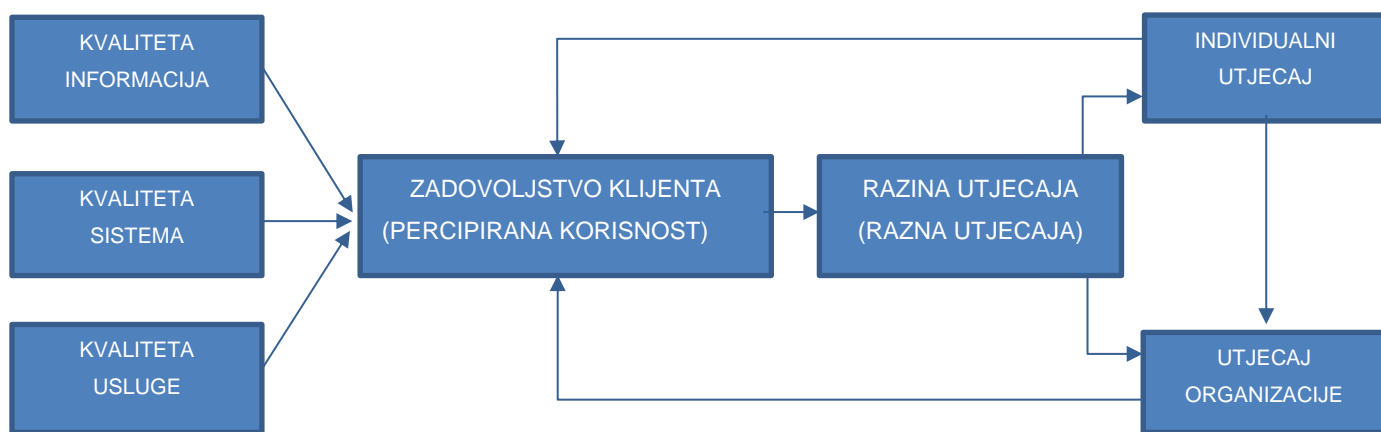 KVALITETA
INFORMACIJA
KVALITETA
SISTEMA
KVALITETA
USLUGE
ZADOVOLJSTVO KLIJENTA
(PERCIPIRANA KORISNOST)
RAZINA UTJECAJA
(RAZNA UTJECAJA)
INDIVIDUALNI
UTJECAJ
UTJECAJ
ORGANIZACIJE